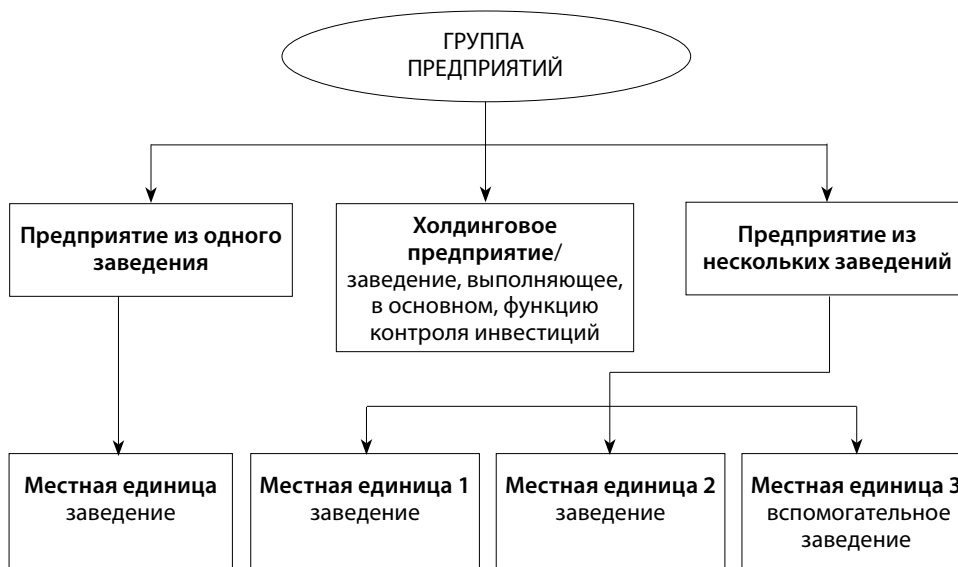 ГРУППА
ПРЕДПРИЯТИЙ
Предприятие из одного
заведения
Холдинговое
предприятие/
заведение, выполняющее,
в основном, функцию
контроля инвестиций
Предприятие из
нескольких заведений
Местная единица
заведение
Местная единица 1
заведение
Местная единица 2
заведение
Местная единица 3
вспомогательное
заведение